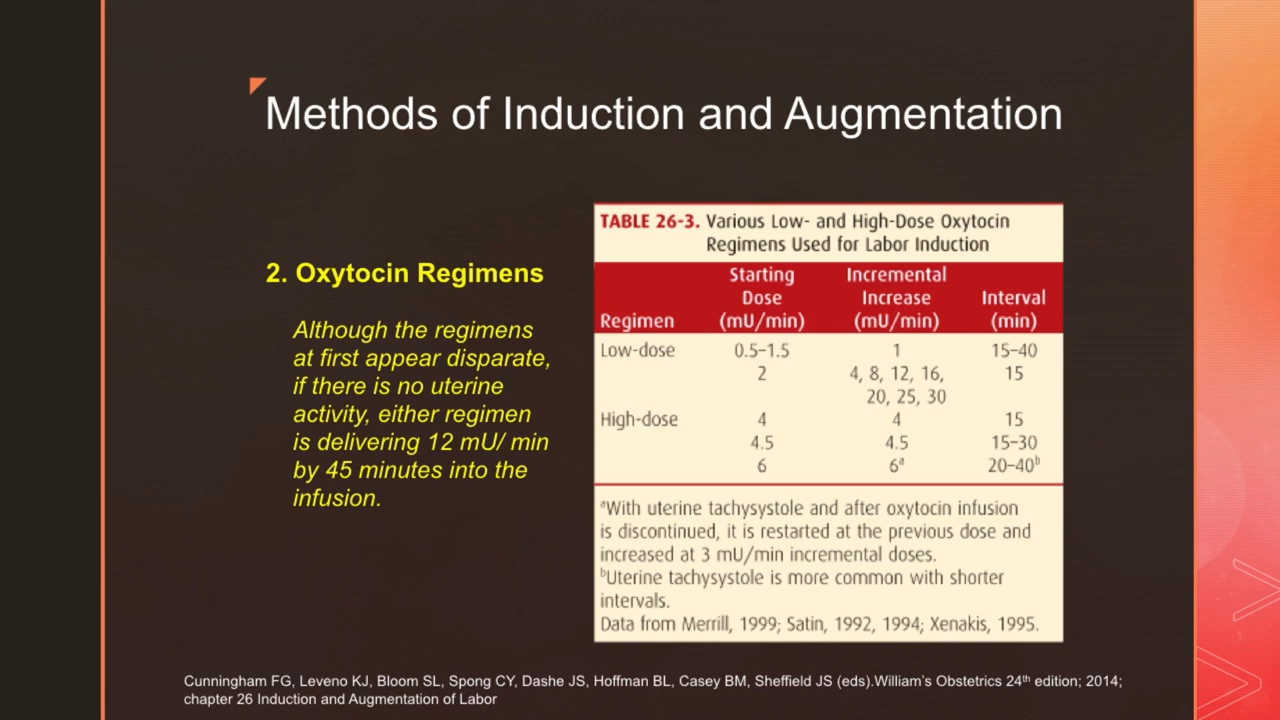 Methods of Induction and Augmentation
2. Oxytocin Regimens
Although the regimens
at first appear disparate,
if there is no uterine
activity, either regimen
is delivering 12 mU/ min
by 45 minutes into the
infusion.
TABLE 26-3. Various Low- and High-Dose Oxytocin
Regimens Used for Labor Induction
Starting Incremental
Dose Increase Interval
Regimen (mU/min) (mU/min) (min)
Low-dose 0.5–1.5 1 15–40
2 4, 8, 12, 16, 15
20, 25, 30
High-dose 4 4 15
4.5 4.5 15–30
6 6ᵃ 20–40ᵇ
ᵃWith uterine tachysystole and after oxytocin infusion
is discontinued, it is restarted at the previous dose and
increased at 3 mU/min incremental doses.
ᵇUterine tachysystole is more common with shorter
intervals.
Data from Merrill, 1999; Satin, 1992, 1994; Xenakis, 1995.
Cunningham FG, Leveno KJ, Bloom SL, Spong CY, Dashe JS, Hoffman BL, Casey BM, Sheffield JS (eds).William's Obstetrics 24th edition; 2014;
chapter 26 Induction and Augmentation of Labor